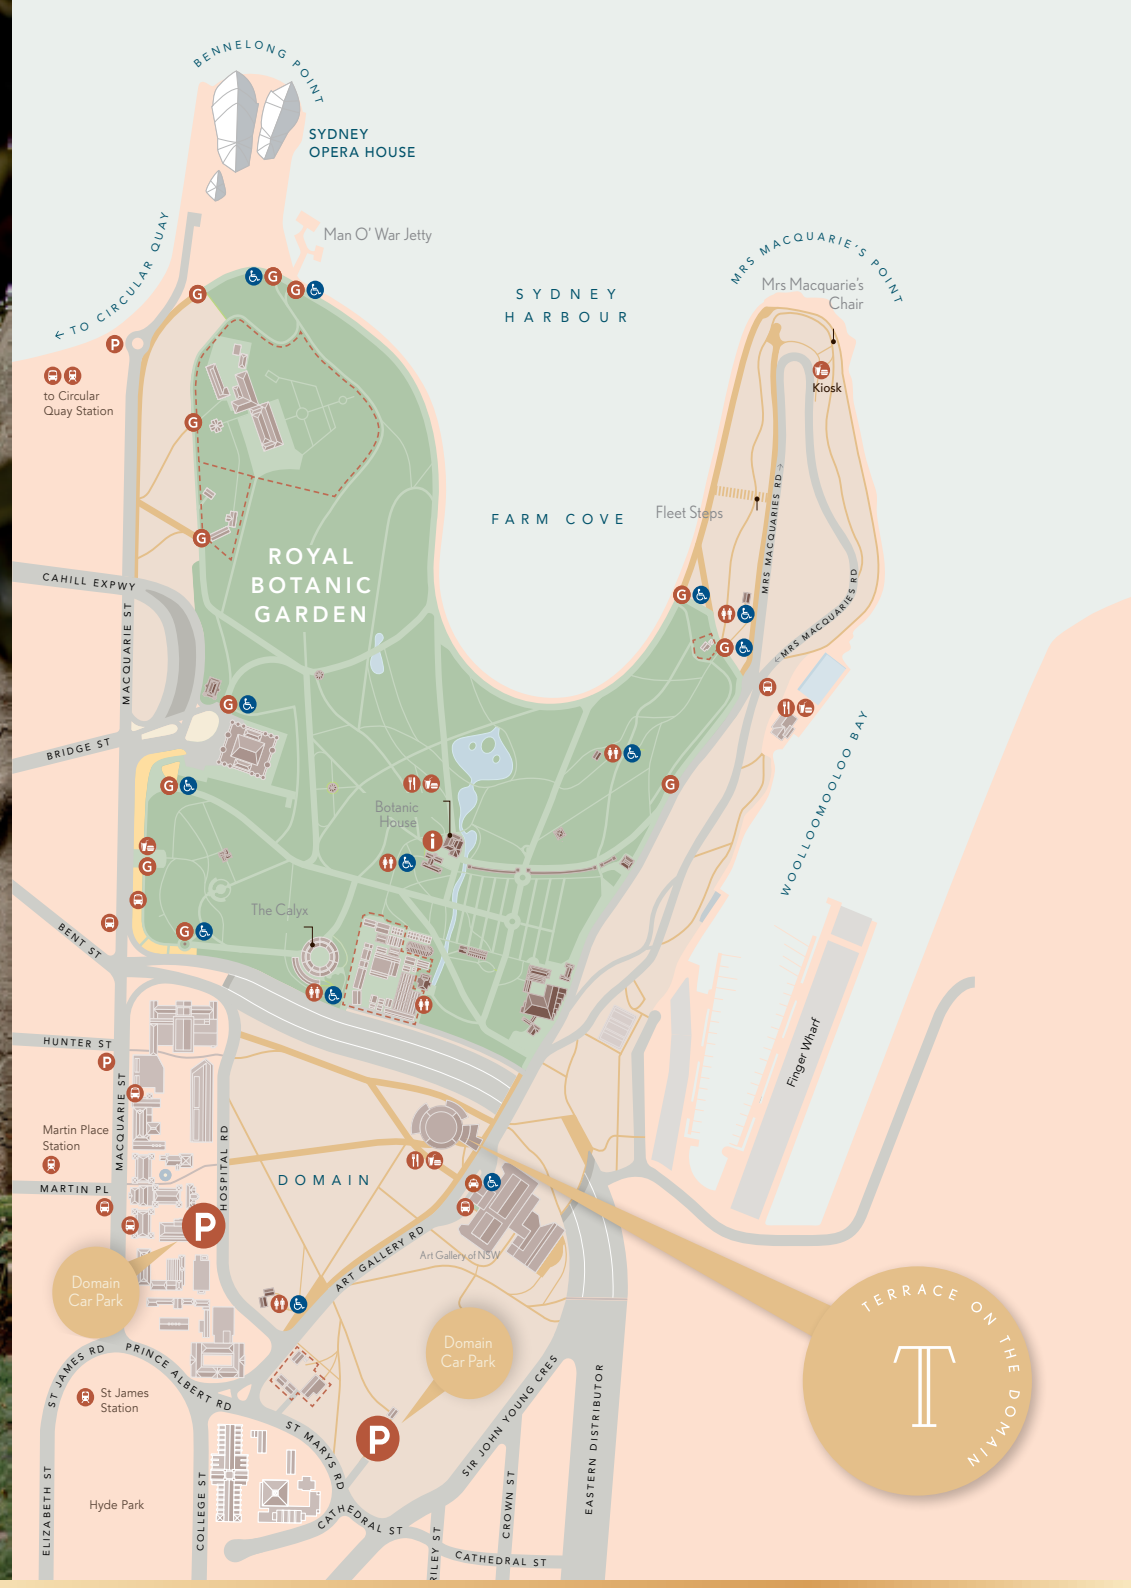 BENNELONG POINT
SYDNEY
OPERA HOUSE
Man O' War Jetty
← TO CIRCULAR QUAY
MRS MACQUARIE'S POINT
Mrs Macquarie's
Chair
SYDNEY
HARBOUR
G
G
G
G
P
to Circular
Quay Station
Kiosk
G
MRS MACQUARIES RD →
Fleet Steps
FARM COVE
G
ROYAL
BOTANIC
GARDEN
CAHILL EXPWY
MACQUARIE ST
G
G
← MRS MACQUARIES RD
G
BRIDGE ST
G
G
WOOLLOOMOOLOO BAY
Botanic
House
i
G
The Calyx
G
BENT ST
Finger Wharf
HUNTER ST
P
MACQUARIE ST
Martin Place
Station
HOSPITAL RD
DOMAIN
MARTIN PL
P
Domain
Car Park
ART GALLERY RD
Art Gallery of NSW
TERRACE ON THE DOMAIN
T
Domain
Car Park
ST JAMES RD
PRINCE ALBERT RD
St James
Station
P
ST MARYS RD
SIR JOHN YOUNG CRES
EASTERN DISTRIBUTOR
Hyde Park
ELIZABETH ST
COLLEGE ST
CATHEDRAL ST
CROWN ST
RILEY ST
CATHEDRAL ST